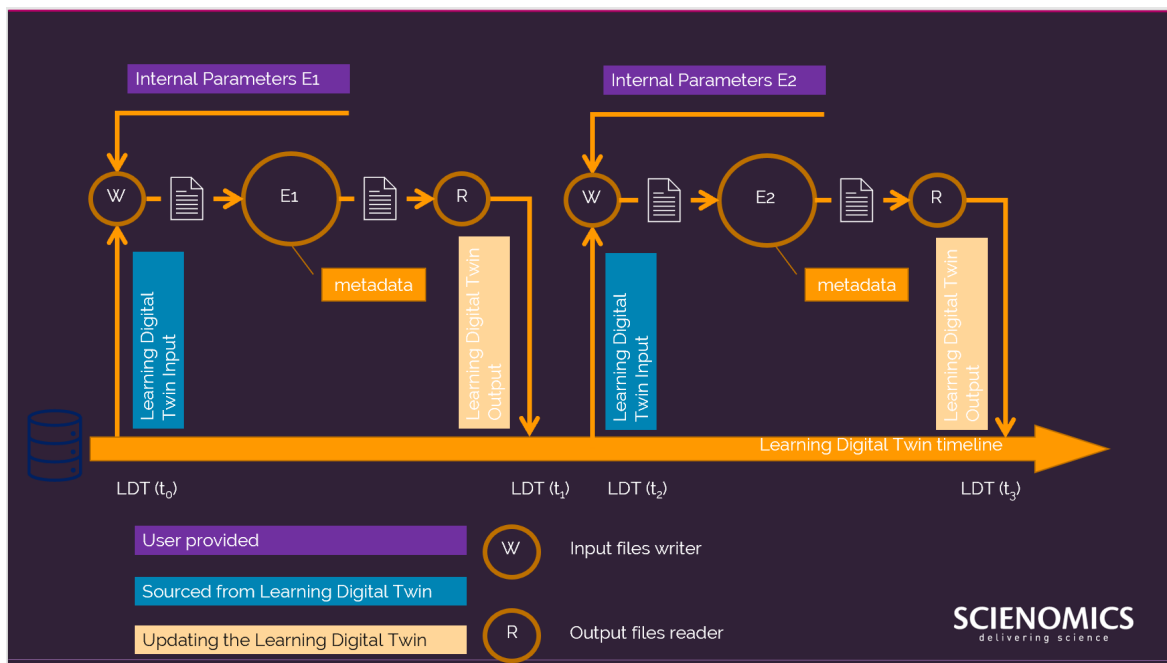 Internal Parameters E1
Internal Parameters E2
W
E1
R
W
E2
R
metadata
metadata
Learning Digital
Twin Input
Learning Digital Twin
Output
Learning Digital
Twin Input
Learning Digital Twin
Output
Learning Digital Twin timeline
LDT (t₀)
LDT (t₁)
LDT (t₂)
LDT (t₃)
User provided
W
Input files writer
Sourced from Learning Digital Twin
Updating the Learning Digital Twin
R
Output files reader
SCIENOMICS
delivering science